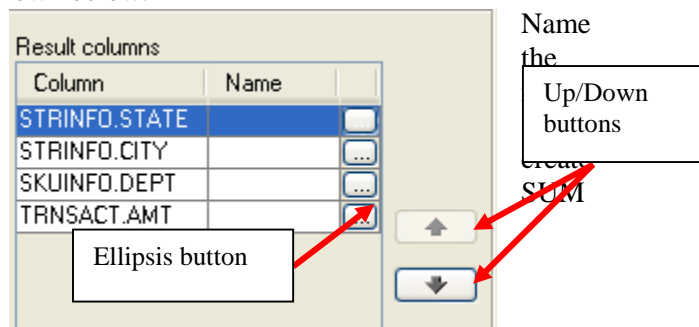 Result columns
Column Name
STRINFO.STATE
STRINFO.CITY ...
SKUINFO.DEPT ...
TRNSACT.AMT
Ellipsis button
Name
the
Up/Down
buttons
create
SUM